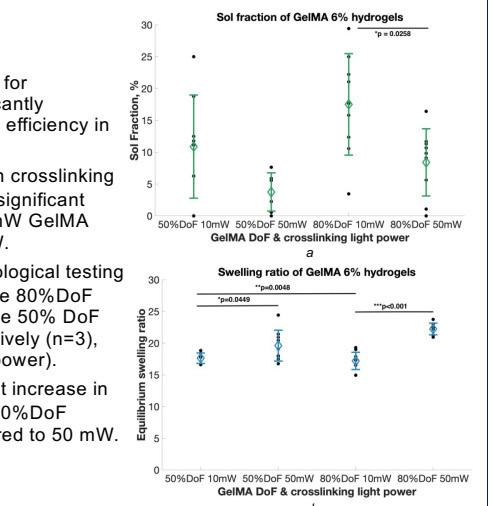 for
cantly
efficiency in
n crosslinking
significant
mW GelMA
ological testing
e 80%DoF
e 50% DoF
tively (n=3),
power).
t increase in
0%DoF
red to 50 mW.
Sol fraction of GelMA 6% hydrogels
*p = 0.0258
Sol Fraction, %
30
25
20
15
10
5
0
50%DoF 10mW 50%DoF 50mW 80%DoF 10mW 80%DoF 50mW
GelMA DoF & crosslinking light power
a
Swelling ratio of GelMA 6% hydrogels
**p=0.0048
*p=0.0449
***p<0.001
Equilibrium swelling ratio
30
25
20
15
10
5
0
50%DoF 10mW 50%DoF 50mW 80%DoF 10mW 80%DoF 50mW
GelMA DoF & crosslinking light power